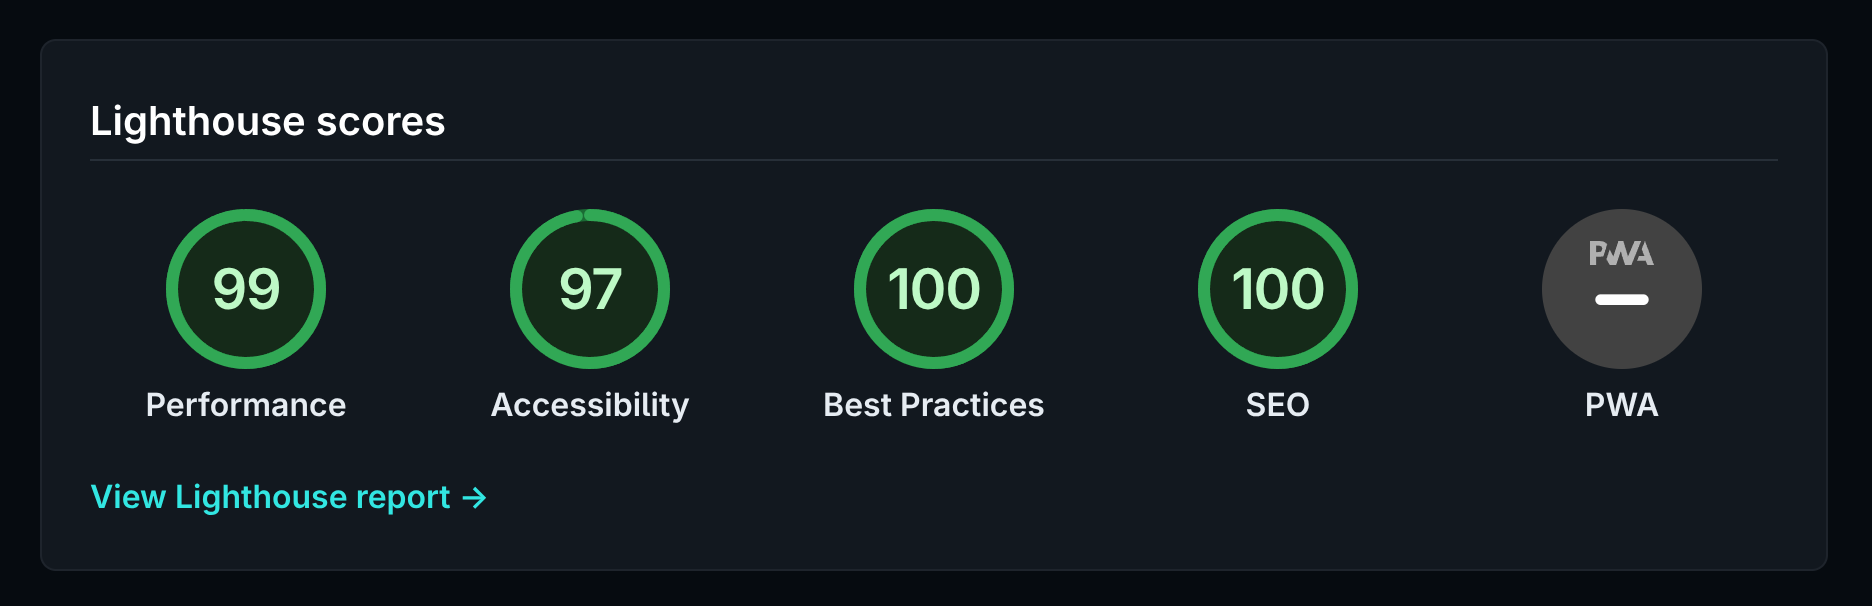 Lighthouse scores
99
97
100
100
PWA
Performance
Accessibility
Best Practices
SEO
PWA
View Lighthouse report →